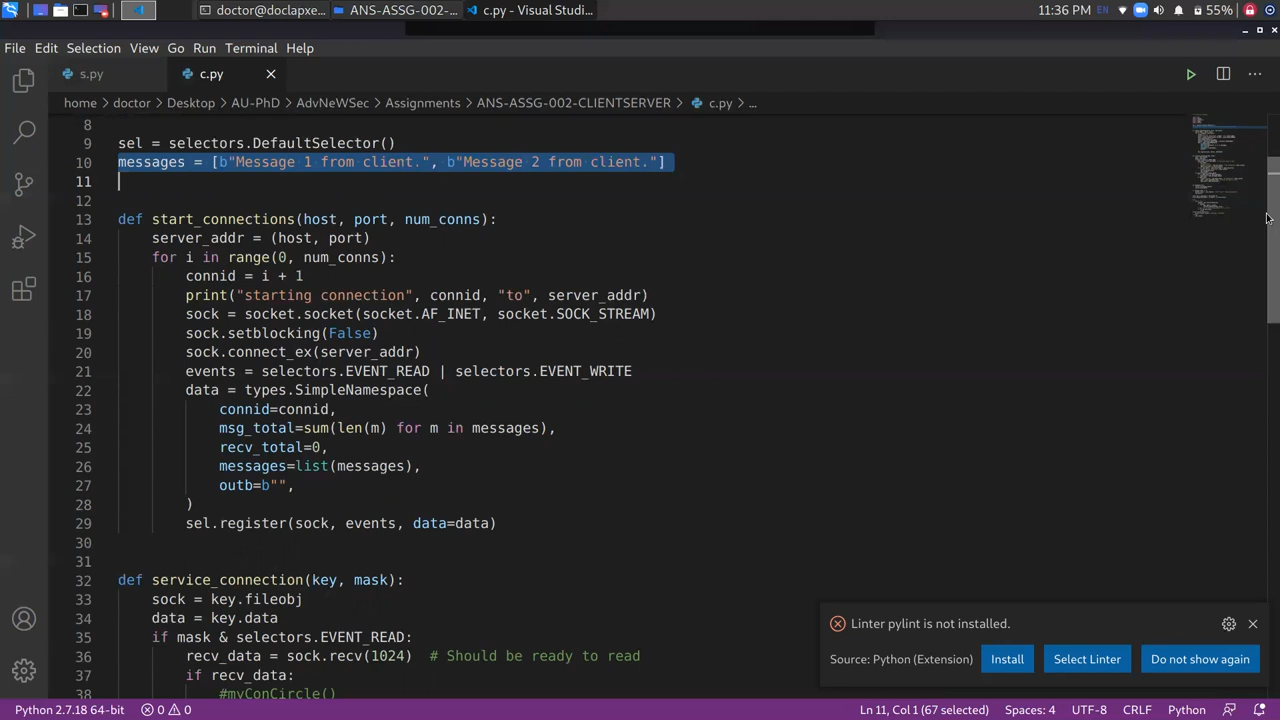 doctor@doclapxe...
ANS-ASSG-002-...
c.py - Visual Studi...
11:36 PM
EN
55%
File Edit Selection View Go Run Terminal Help
s.py
c.py
home > doctor > Desktop > AU-PhD > AdvNeWSec > Assignments > ANS-ASSG-002-CLIENTSERVER > c.py > ...
8
9 sel = selectors.DefaultSelector()
10 messages = [b"Message 1 from client.", b"Message 2 from client."]
11
12
13 def start_connections(host, port, num_conns):
14 server_addr = (host, port)
15 for i in range(0, num_conns):
16 connid = i + 1
17 print("starting connection", connid, "to", server_addr)
18 sock = socket.socket(socket.AF_INET, socket.SOCK_STREAM)
19 sock.setblocking(False)
20 sock.connect_ex(server_addr)
21 events = selectors.EVENT_READ | selectors.EVENT_WRITE
22 data = types.SimpleNamespace(
23 connid=connid,
24 msg_total=sum(len(m) for m in messages),
25 recv_total=0,
26 messages=list(messages),
27 outb=b"",
28 )
29 sel.register(sock, events, data=data)
30
31
32 def service_connection(key, mask):
33 sock = key.fileobj
34 data = key.data
35 if mask & selectors.EVENT_READ:
36 recv_data = sock.recv(1024) # Should be ready to read
37 if recv_data:
38 #myConCircle()
Linter pylint is not installed.
Source: Python (Extension)
Install
Select Linter
Do not show again
Python 2.7.18 64-bit
0
0
Ln 11, Col 1 (67 selected)
Spaces: 4
UTF-8
CRLF
Python